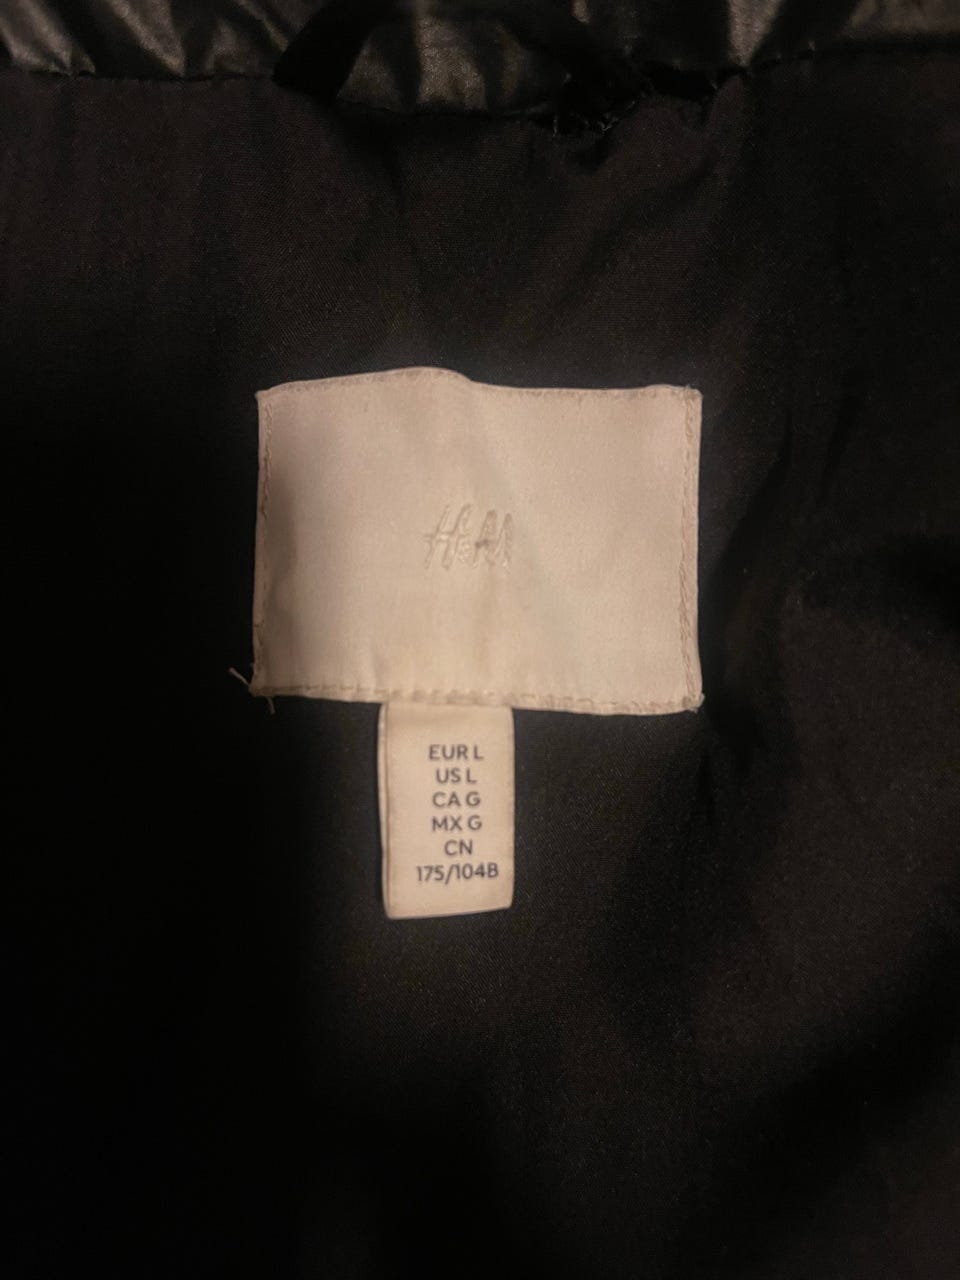 H&M
EUR L
US L
CA G
MX G
CN
175/104B